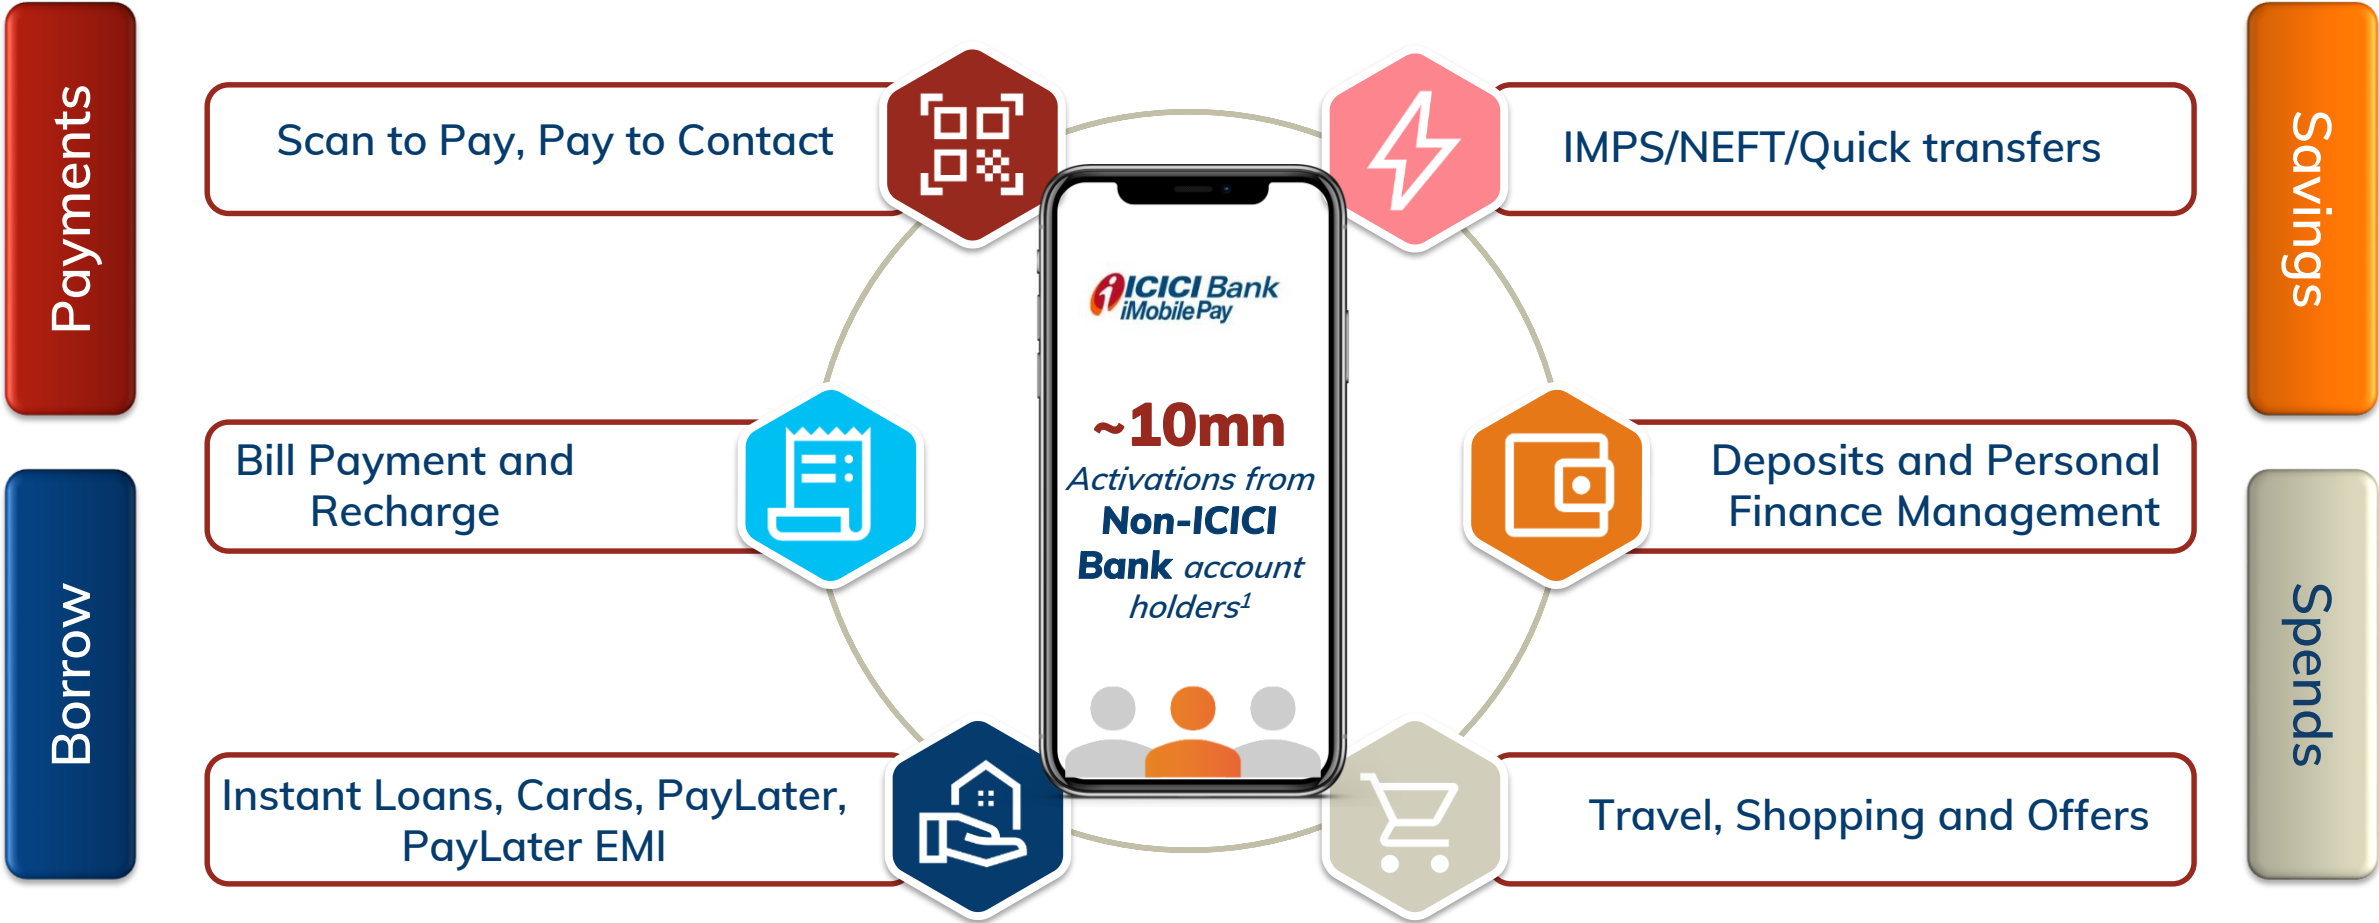 Payments
Borrow
Scan to Pay, Pay to Contact
Bill Payment and
Recharge
Instant Loans, Cards, PayLater,
PayLater EMI
ICICI Bank
iMobile Pay
~10mn
Activations from
Non-ICICI
Bank account
holders¹
IMPS/NEFT/Quick transfers
Deposits and Personal
Finance Management
Travel, Shopping and Offers
Savings
Spends